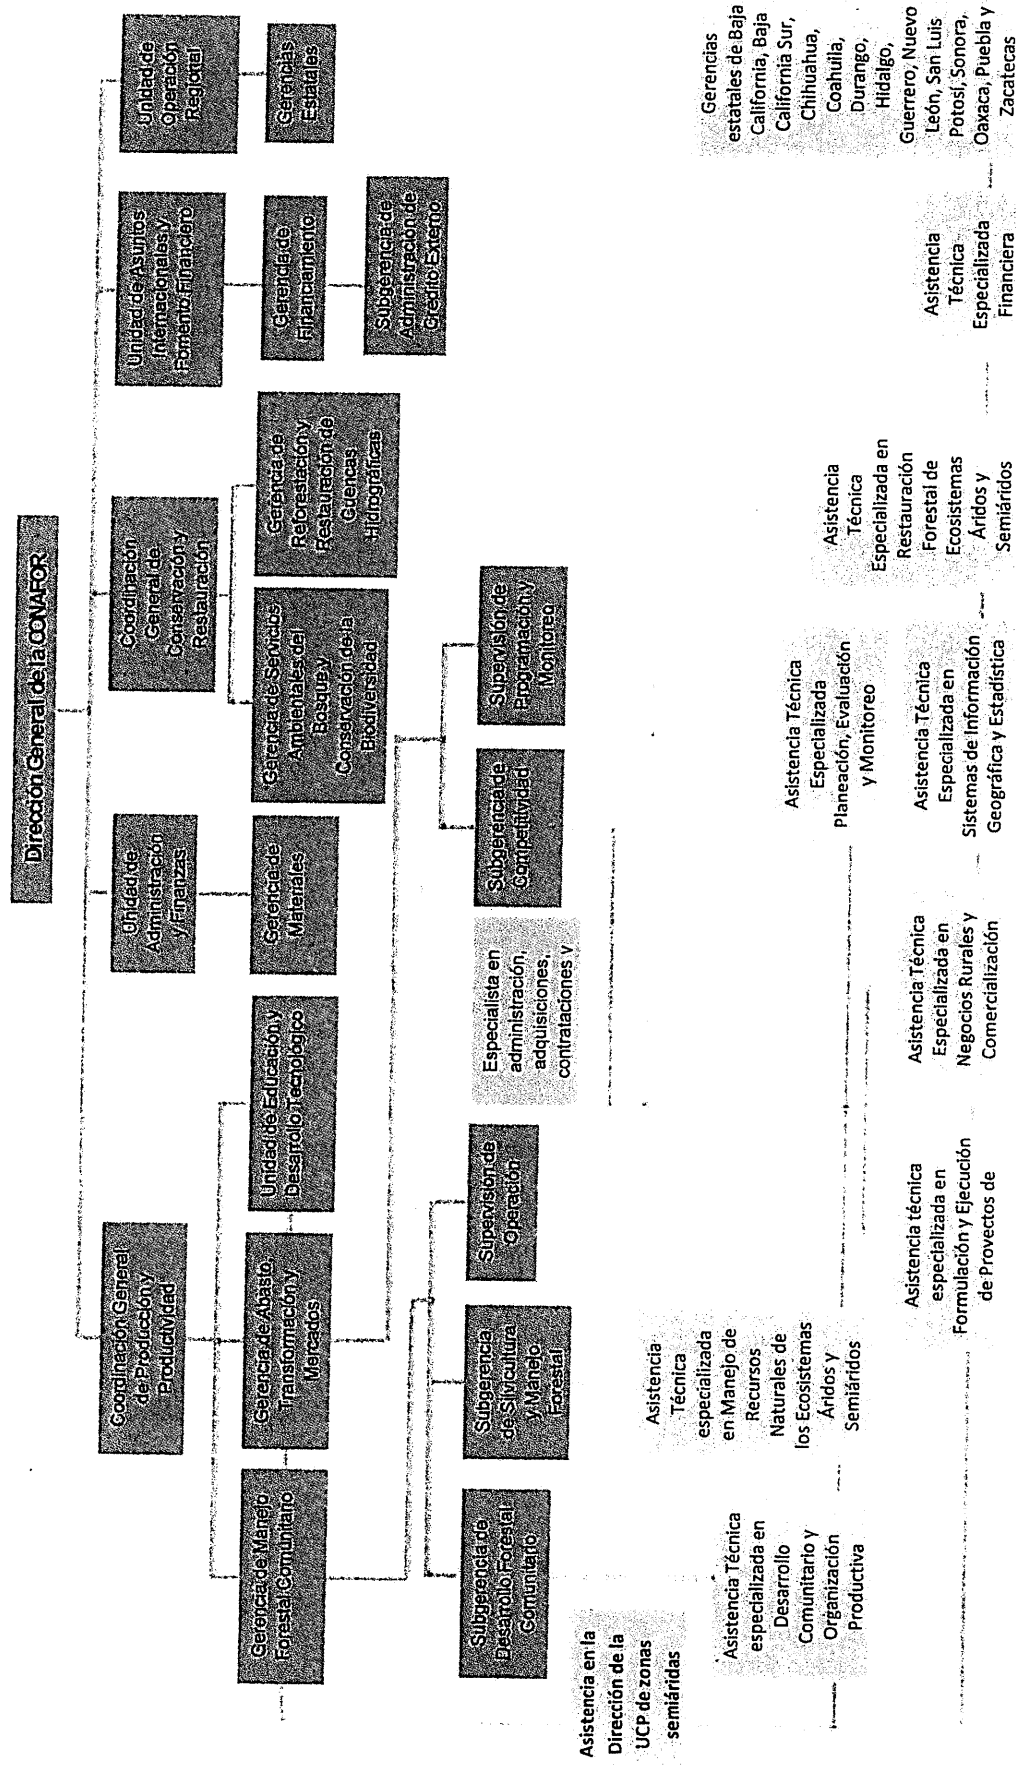 Dirección General de la CONAFOR
Coordinación General
de Producción y
Productividad
Unidad de
Administración
y Finanzas
Coordinación
General de
Conservación y
Restauración
Unidad de Asuntos
Internacionales y
Fomento Financiero
Unidad de
Operación
Regional
Gerencia de Manejo
Forestal Comunitario
Gerencia de Abasto,
Transformación y
Mercados
Unidad de Educación y
Desarrollo Tecnológico
Gerencia de
Materiales
Gerencia de Servicios
Ambientales del
Bosque y
Conservación de la
Biodiversidad
Gerencia de
Reforestación y
Restauración de
Cuencas
Hidrográficas
Gerencia de
Financiamiento
Gerencias
Estatales
Subgerencia de
Administración de
Crédito Externo
Subgerencia de
Desarrollo Forestal
Comunitario
Subgerencia
de Silvicultura
y Manejo
Forestal
Supervisión de
Operación
Especialista en
administración,
adquisiciones,
contrataciones y
Subgerencia de
Competitividad
Supervisión de
Programación y
Monitoreo
Asistencia en la
Dirección de la
UCP de zonas
semiáridas
Asistencia Técnica
especializada en
Desarrollo
Comunitario y
Organización
Productiva
Asistencia
Técnica
especializada
en Manejo de
Recursos
Naturales de
los Ecosistemas
Áridos y
Semiáridos
Asistencia Técnica
Especializada
Planeación, Evaluación
y Monitoreo
Asistencia
Técnica
Especializada en
Restauración
Forestal de
Ecosistemas
Áridos y
Semiáridos
Asistencia técnica
especializada en
Formulación y Ejecución
de Proyectos de
Asistencia Técnica
Especializada en
Negocios Rurales y
Comercialización
Asistencia Técnica
Especializada en
Sistemas de Información
Geográfica y Estadística
Asistencia
Técnica
Especializada
Financiera
Gerencias
estatales de Baja
California, Baja
California Sur,
Chihuahua,
Coahuila,
Durango,
Hidalgo,
Guerrero, Nuevo
León, San Luis
Potosí, Sonora,
Oaxaca, Puebla y
Zacatecas